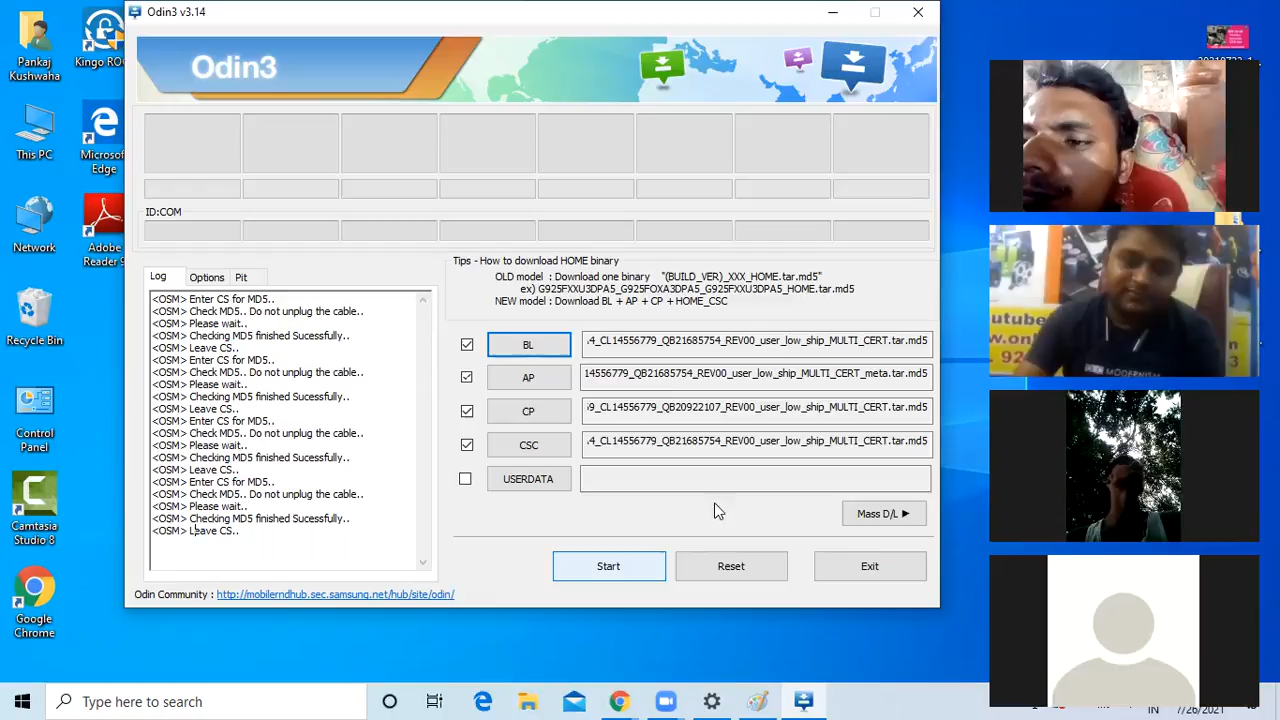 Odin3 v3.14
Pankaj
Kushwaha
Kingo RO
Odin3
This PC
Microsof
Edge
ID:COM
Network
Adobe
Reader 9
Log
Options
Pit
Tips - How to download HOME binary
OLD model : Download one binary "(BUILD_VER)_XXX_HOME.tar.md5"
ex) G925FXXU3DPA5_G925FOXA3DPA5_G925FXXU3DPA5_HOME.tar.md5
NEW model : Download BL + AP + CP + HOME_CSC
<OSM> Enter CS for MD5..
<OSM> Check MD5.. Do not unplug the cable..
<OSM> Please wait..
<OSM> Checking MD5 finished Sucessfully..
<OSM> Leave CS..
<OSM> Enter CS for MD5..
<OSM> Check MD5.. Do not unplug the cable..
<OSM> Please wait..
<OSM> Checking MD5 finished Sucessfully..
<OSM> Leave CS..
<OSM> Enter CS for MD5..
<OSM> Check MD5.. Do not unplug the cable..
<OSM> Please wait..
<OSM> Checking MD5 finished Sucessfully..
<OSM> Leave CS..
<OSM> Enter CS for MD5..
<OSM> Check MD5.. Do not unplug the cable..
<OSM> Please wait..
<OSM> Checking MD5 finished Sucessfully..
<OSM> Leave CS..
BL
.4_CL14556779_QB21685754_REV00_user_low_ship_MULTI_CERT.tar.md5
AP
14556779_QB21685754_REV00_user_low_ship_MULTI_CERT_meta.tar.md5
CP
i9_CL14556779_QB20922107_REV00_user_low_ship_MULTI_CERT.tar.md5
CSC
.4_CL14556779_QB21685754_REV00_user_low_ship_MULTI_CERT.tar.md5
USERDATA
Mass D/L ▶
Start
Reset
Exit
Odin Community : http://mobilerndhub.sec.samsung.net/hub/site/odin/
Recycle Bin
Control
Panel
Camtasia
Studio 8
Google
Chrome
Type here to search
IN
7/26/2021
outube
w.on
92
MODERNISM